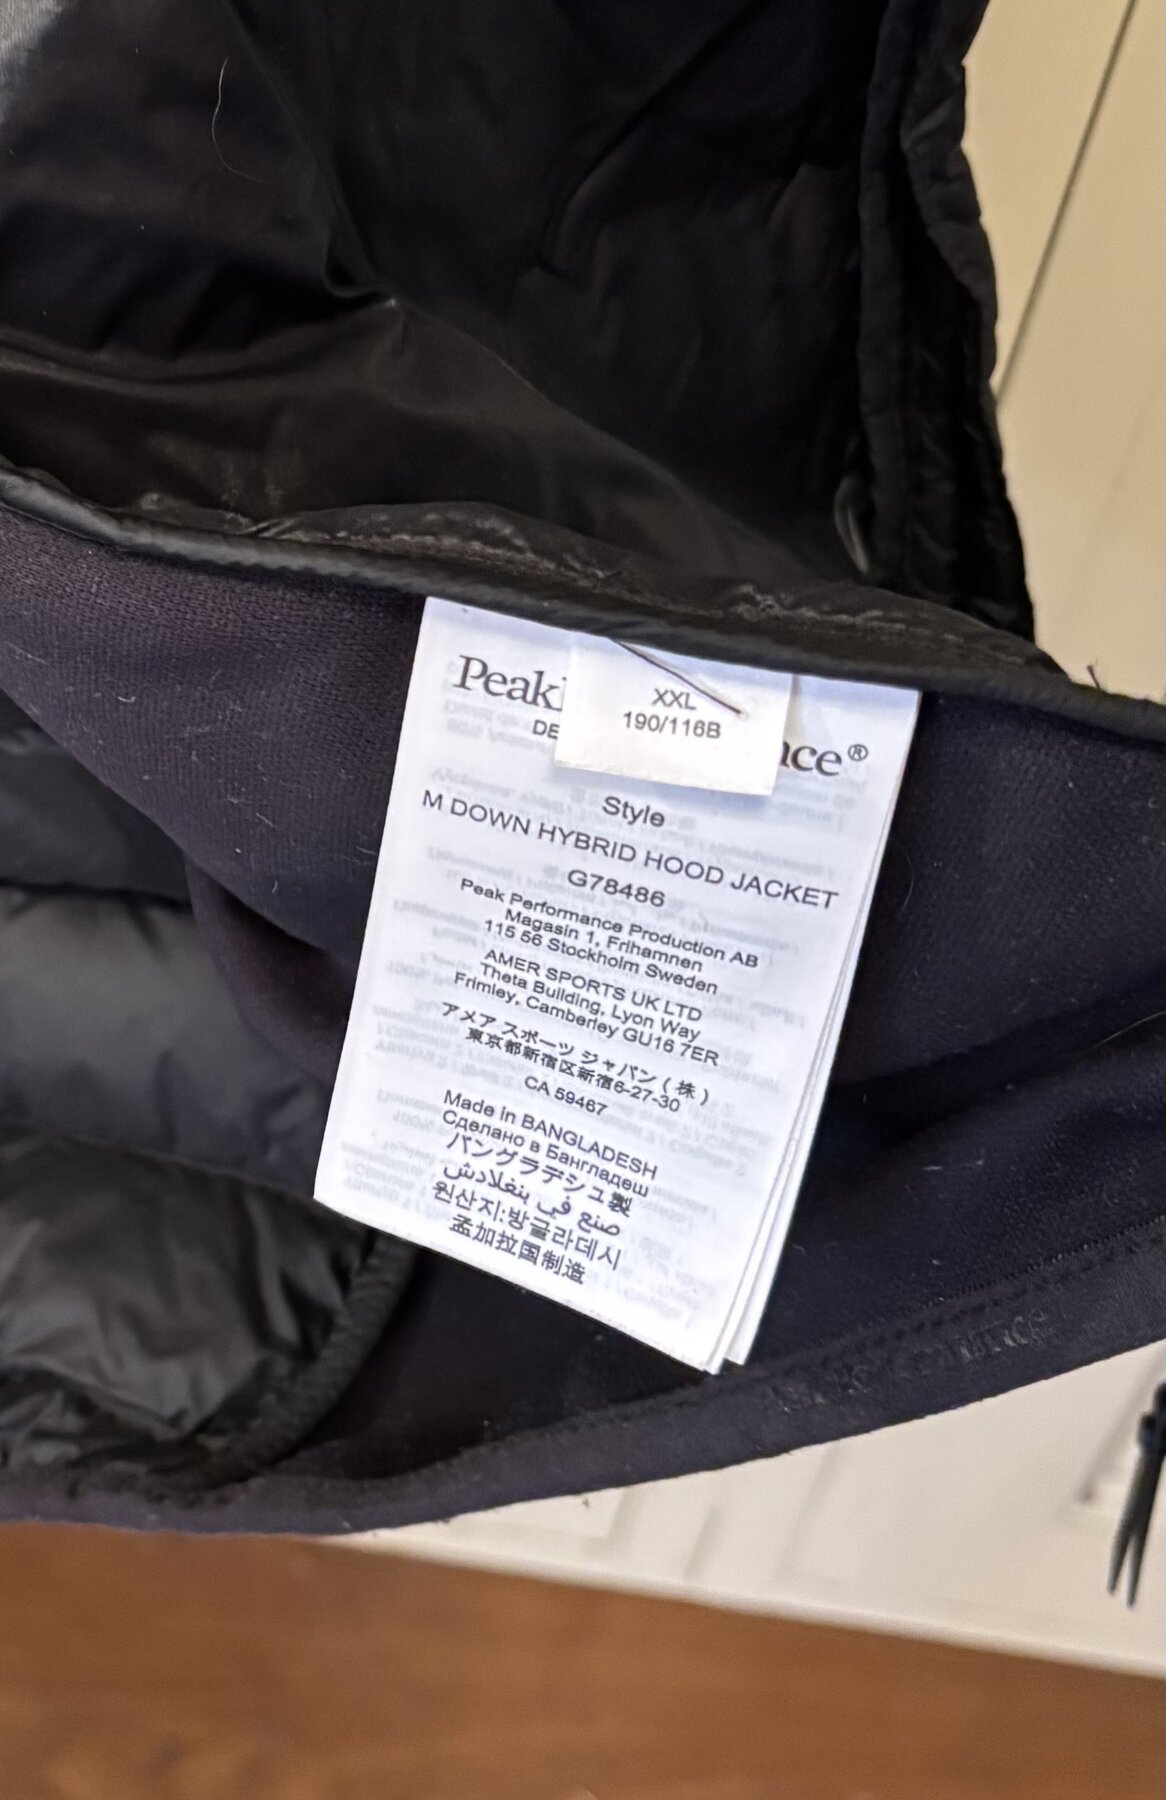 Peak
XXL
190/116B
DE
nce®
Style
M DOWN HYBRID HOOD JACKET
G78486
Peak Performance Production AB
Magasin 1, Frihamnen
115 56 Stockholm Sweden
AMER SPORTS UK LTD
Theta Building, Lyon Way
Frimley, Camberley GU16 7ER
アメア スポーツ ジャパン ( 株 )
東京都新宿区新宿6-27-30
CA 59467
Made in BANGLADESH
Сделано в Бангладеш
バングラデシュ製
صنع في بنغلادش
원산지:방글라데시
孟加拉国制造